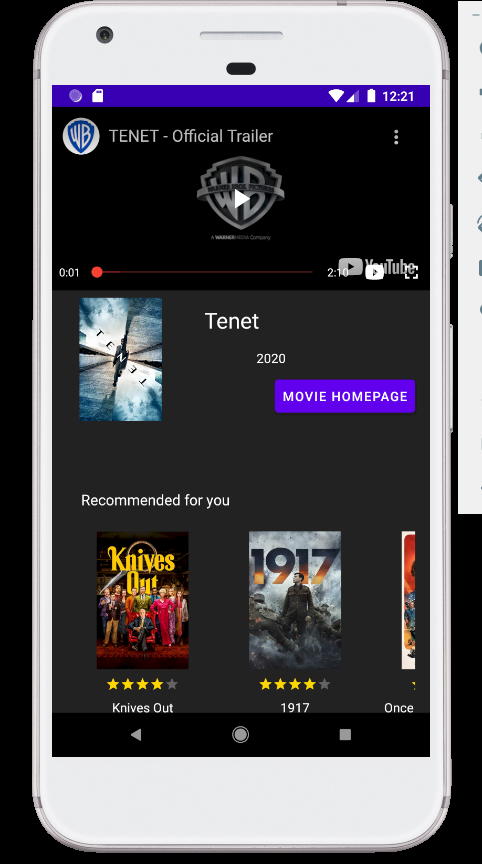 12:21
TENET - Official Trailer
WB
A WARNERMEDIA Company
0:01
2:10
YouTube
TENET
Tenet
2020
MOVIE HOMEPAGE
Recommended for you
Knives
Out
1917
Knives Out
1917
Once